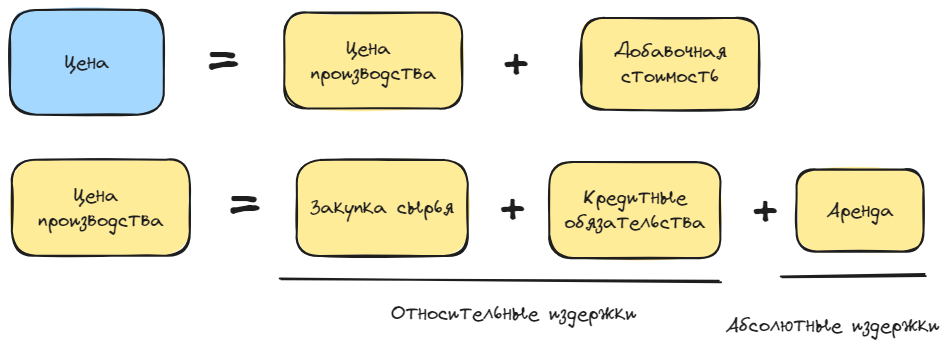 Цена
=
Цена
производства
+
Добавочная
стоимость
Цена
производства
=
Закупка сырья
+
Кредитные
обязательства
+
Аренда
Относительные издержки
Абсолютные издержки